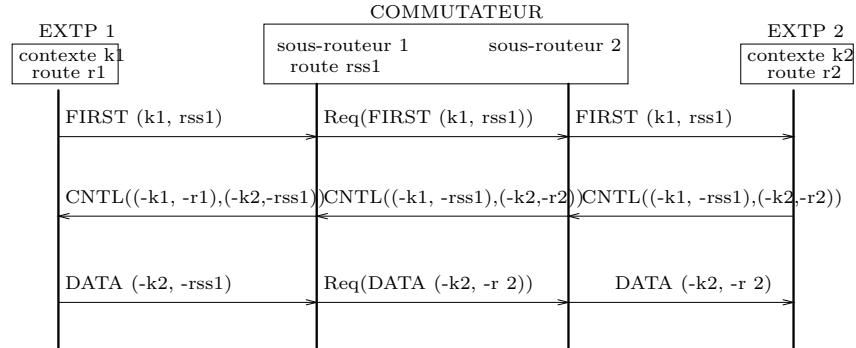 COMMUTATEUR
EXTP 1
EXTP 2
contexte k1
route r1
sous-routeur 1
route rss1
sous-routeur 2
contexte k2
route r2
FIRST (k1, rss1)
Req(FIRST (k1, rss1))
FIRST (k1, rss1)
CNTL((-k1, -r1),(-k2,-rss1))
CNTL((-k1, -rss1),(-k2,-r2))
CNTL((-k1, -rss1),(-k2,-r2))
DATA (-k2, -rss1)
Req(DATA (-k2, -r 2))
DATA (-k2, -r 2)